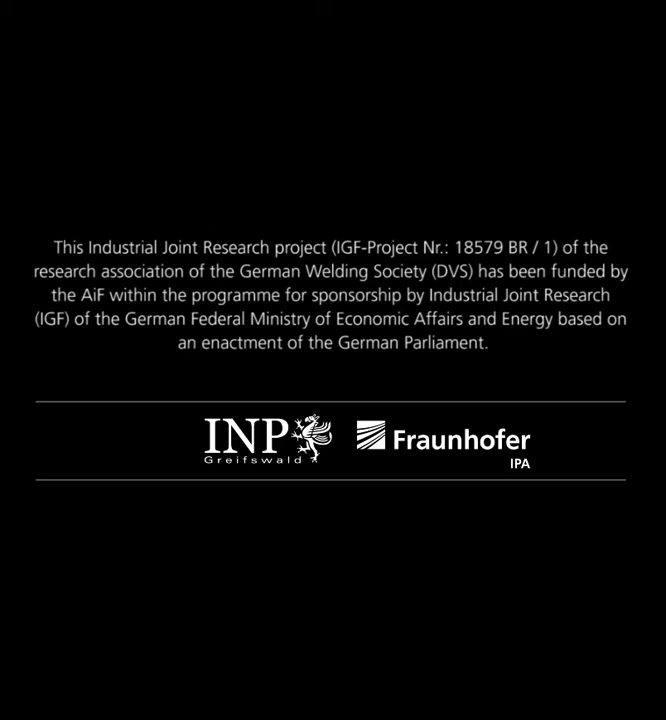 This Industrial Joint Research project (IGF-Project Nr.: 18579 BR / 1) of the
research association of the German Welding Society (DVS) has been funded by
the AiF within the programme for sponsorship by Industrial Joint Research
(IGF) of the German Federal Ministry of Economic Affairs and Energy based on
an enactment of the German Parliament.
INP
Greifswald
Fraunhofer
IPA